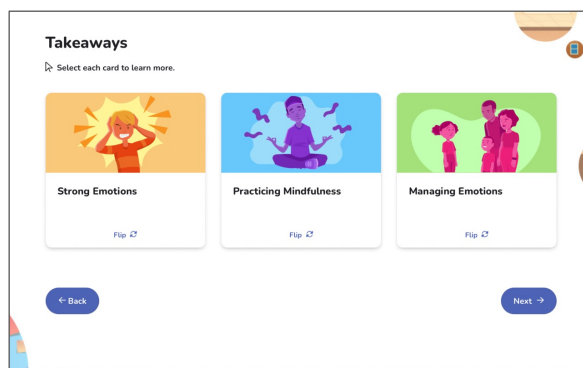 Takeaways
Select each card to learn more.
Strong Emotions
Practicing Mindfulness
Managing Emotions
Flip
Flip
Flip
← Back
Next →